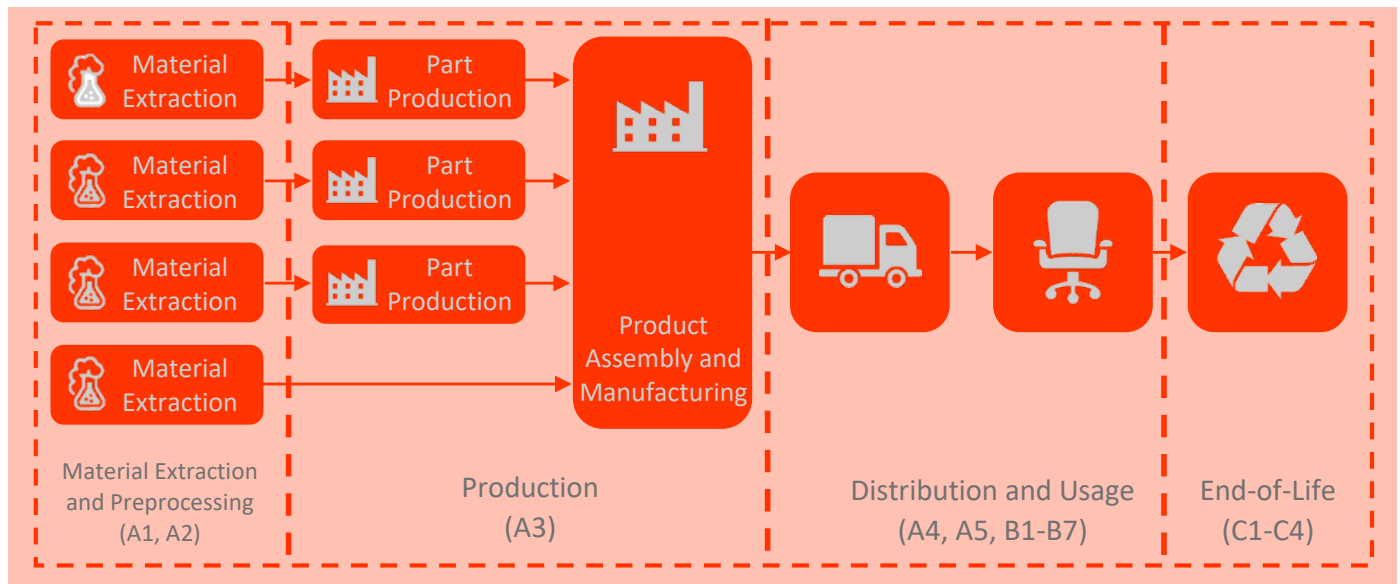 Material
Extraction
Part
Production
Material
Extraction
Part
Production
Material
Extraction
Part
Production
Material
Extraction
Product
Assembly and
Manufacturing
Material Extraction
and Preprocessing
(A1, A2)
Production
(A3)
Distribution and Usage
(A4, A5, B1-B7)
End-of-Life
(C1-C4)